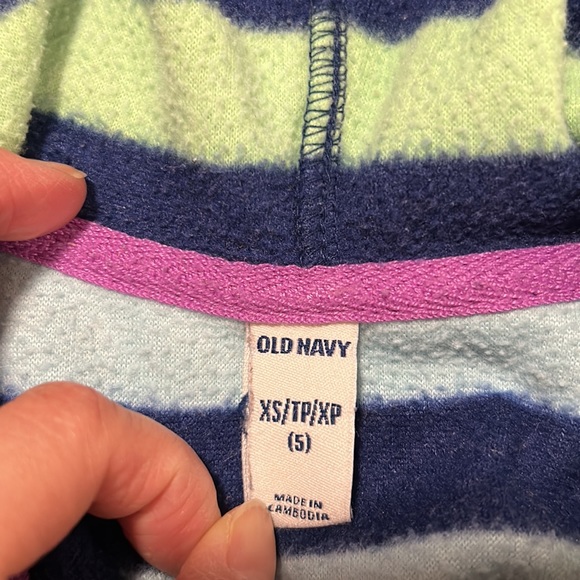 OLD NAVY
XS/TP/XP
(5)
MADE IN
CAMBODIA